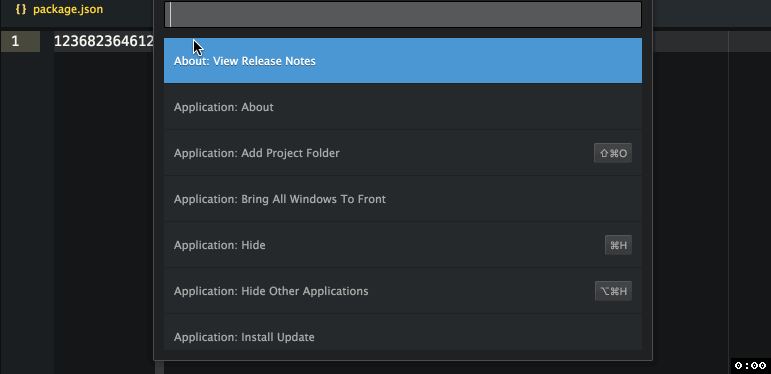 {} package.json
1 123682364612
About: View Release Notes
Application: About
Application: Add Project Folder ⇧⌘O
Application: Bring All Windows To Front
Application: Hide ⌘H
Application: Hide Other Applications ⌥⌘H
Application: Install Update
0:00